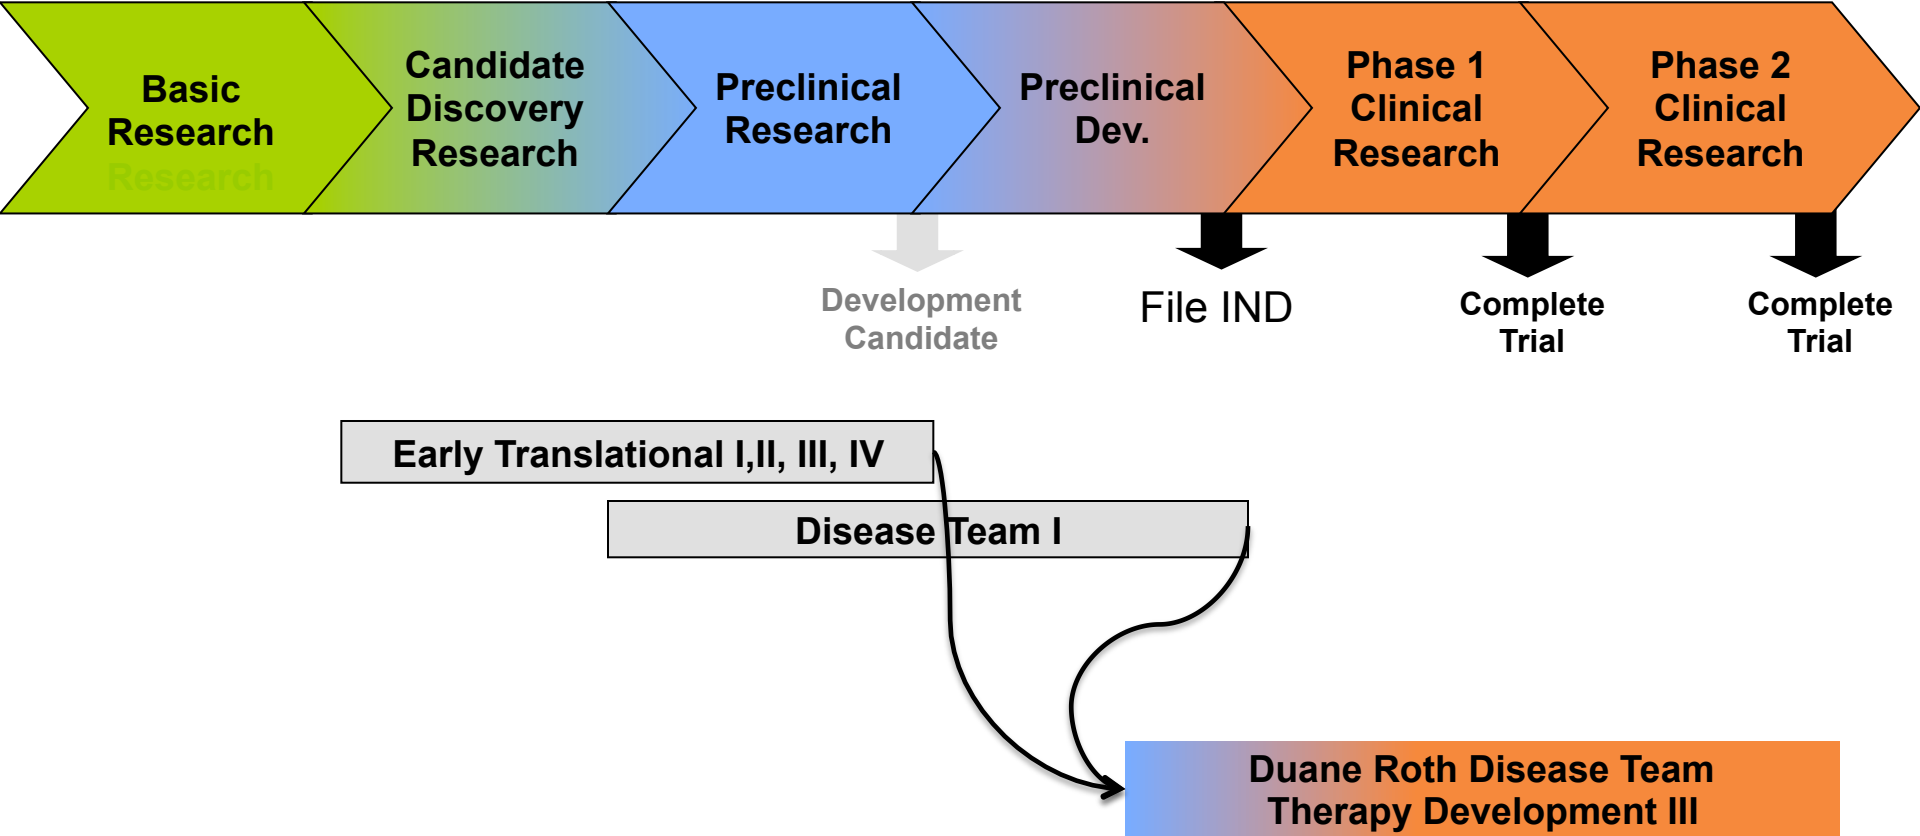 Basic
Research
Research
Candidate
Discovery
Research
Preclinical
Research
Preclinical
Dev.
Phase 1
Clinical
Research
Phase 2
Clinical
Research
Development
Candidate
File IND
Complete
Trial
Complete
Trial
Early Translational I,II, III, IV
Disease Team I
Duane Roth Disease Team
Therapy Development III